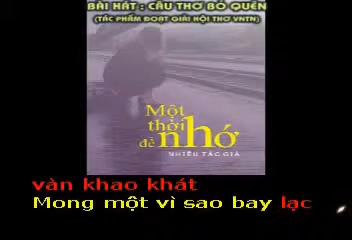 BÀI HÁT : CÂU THƠ BỎ QUÊN
(TÁC PHẨM ĐOẠT GIẢI HỘI THƠ VNTN)
Một
thời
để nhớ
NHIỀU TÁC GIẢ
vàn khao khát
Mong một vì sao bay lạc